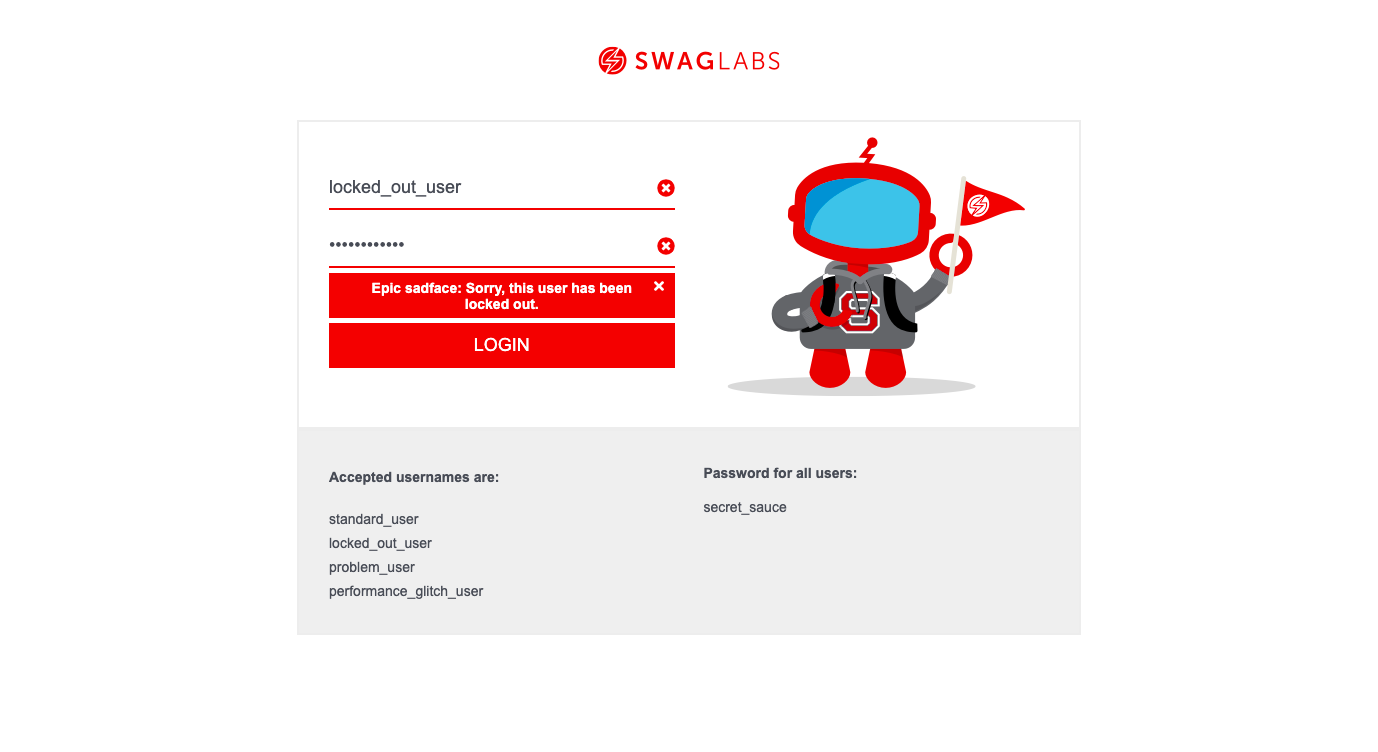 SWAGLABS
locked_out_user
••••••••••••
Epic sadface: Sorry, this user has been
locked out.
LOGIN
S
Accepted usernames are:
standard_user
locked_out_user
problem_user
performance_glitch_user
Password for all users:
secret_sauce